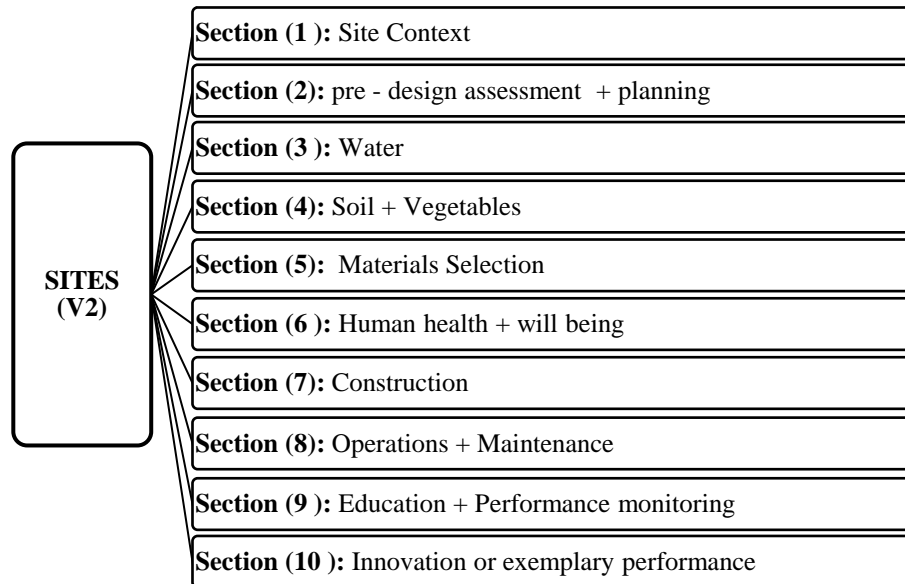 SITES
(V2)
Section (1 ): Site Context
Section (2): pre - design assessment + planning
Section (3 ): Water
Section (4): Soil + Vegetables
Section (5): Materials Selection
Section (6 ): Human health + will being
Section (7): Construction
Section (8): Operations + Maintenance
Section (9 ): Education + Performance monitoring
Section (10 ): Innovation or exemplary performance